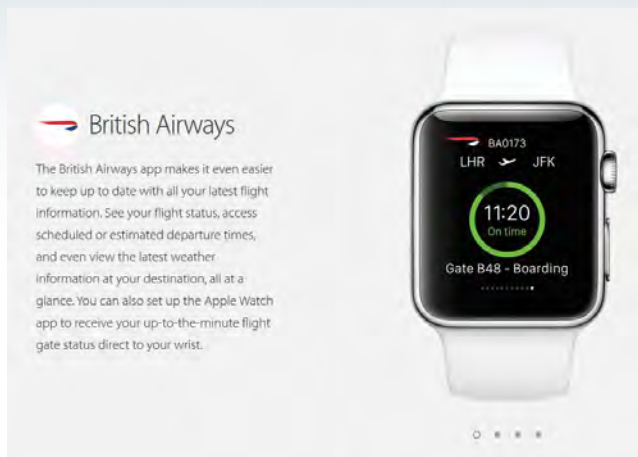 British Airways
The British Airways app makes it even easier
to keep up to date with all your latest flight
information. See your flight status, access
scheduled or estimated departure times,
and even view the latest weather
information at your destination, all at a
glance. You can also set up the Apple Watch
app to receive your up-to-the-minute flight
gate status direct to your wrist.
BA0173
LHR JFK
11:20
On time
Gate B48 - Boarding